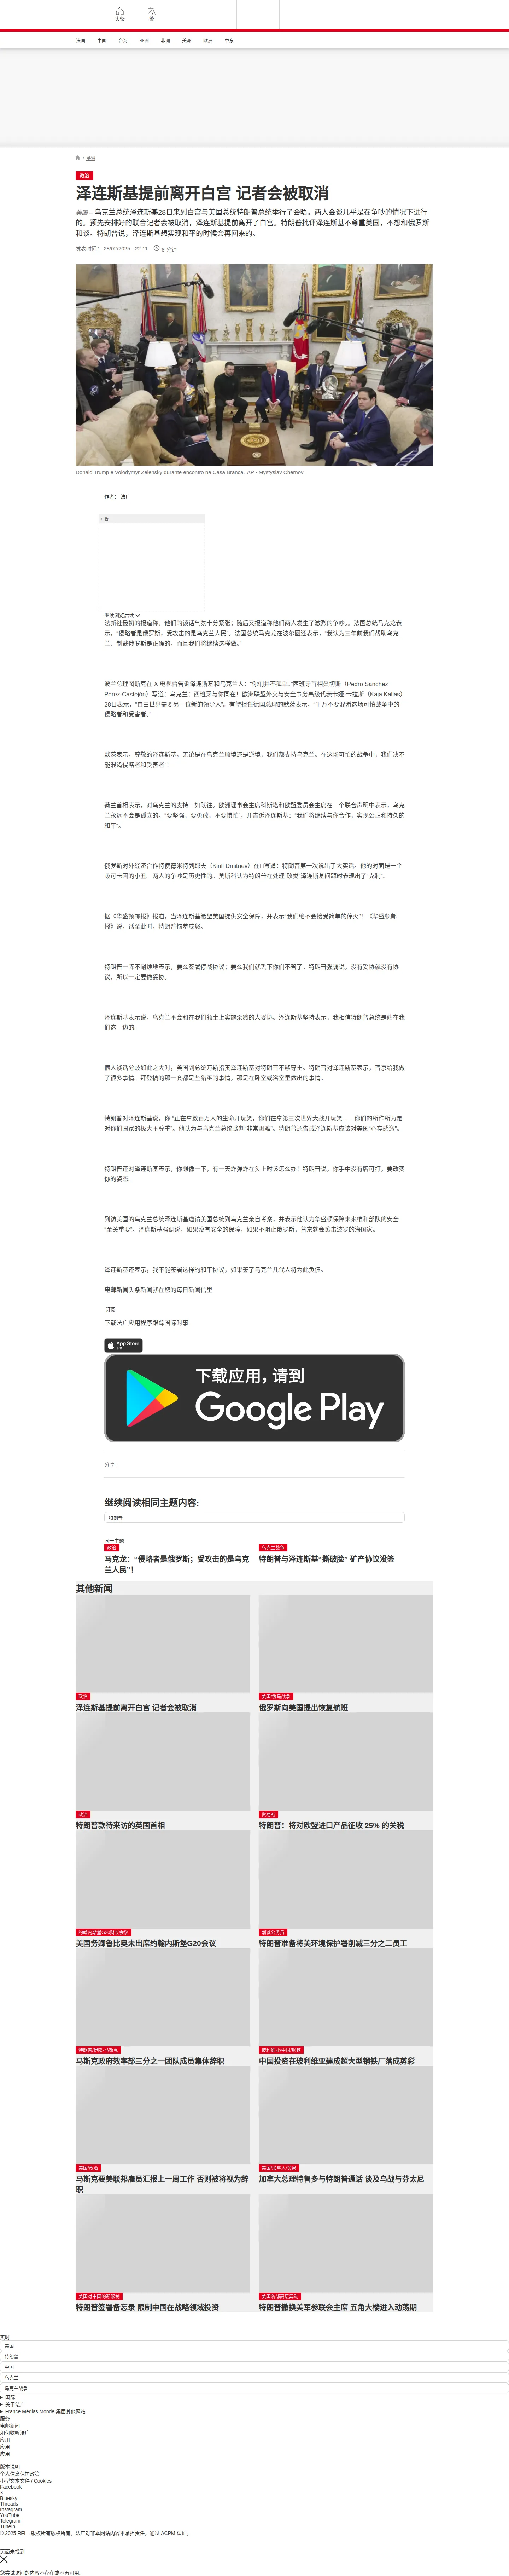 头条
繁
法国
中国
台海
亚洲
非洲
美洲
欧洲
中东
/ 美洲
政治
泽连斯基提前离开白宫 记者会被取消
美国 – 乌克兰总统泽连斯基28日来到白宫与美国总统特朗普总统举行了会晤。两人会谈几乎是在争吵的情况下进行
的。预先安排好的联合记者会被取消，泽连斯基提前离开了白宫。特朗普批评泽连斯基不尊重美国，不想和俄罗斯
和谈。特朗普说，泽连斯基想实现和平的时候会再回来的。
发表时间： 28/02/2025 - 22:11
8 分钟
Donald Trump e Volodymyr Zelensky durante encontro na Casa Branca. AP - Mystyslav Chernov
作者： 法广
广告
继续浏览后续
法新社最初的报道称，他们的谈话气氛十分紧张；随后又报道称他们两人发生了激烈的争吵。。法国总统马克龙表
示，“侵略者是俄罗斯，受攻击的是乌克兰人民”。法国总统马克龙在波尔图还表示，“我认为三年前我们帮助乌克
兰、制裁俄罗斯是正确的，而且我们将继续这样做。”
波兰总理图斯克在 X 电视台告诉泽连斯基和乌克兰人：“你们并不孤单。”西班牙首相桑切斯（Pedro Sánchez
Pérez-Castejón）写道：乌克兰：西班牙与你同在！欧洲联盟外交与安全事务高级代表卡娅·卡拉斯（Kaja Kallas）
28日表示，“自由世界需要另一位新的领导人”。有望担任德国总理的默茨表示，“千万不要混淆这场可怕战争中的
侵略者和受害者。”
默茨表示，尊敬的泽连斯基，无论是在乌克兰顺境还是逆境，我们都支持乌克兰。在这场可怕的战争中，我们决不
能混淆侵略者和受害者”！
荷兰首相表示，对乌克兰的支持一如既往。欧洲理事会主席科斯塔和欧盟委员会主席在一个联合声明中表示，乌克
兰永远不会是孤立的。“要坚强，要勇敢，不要惧怕”。并告诉泽连斯基：“我们将继续与你合作，实现公正和持久的
和平”。
俄罗斯对外经济合作特使德米特列耶夫（Kirill Dmitriev）在□写道：特朗普第一次说出了大实话。他的对面是一个
吸可卡因的小丑。两人的争吵是历史性的。莫斯科认为特朗普在处理“败类”泽连斯基问题时表现出了“克制”。
据《华盛顿邮报》报道，当泽连斯基希望美国提供安全保障，并表示“我们绝不会接受简单的停火”！《华盛顿邮
报》说，话至此时，特朗普恼羞成怒。
特朗普一阵不耐烦地表示，要么签署停战协议；要么我们就丢下你们不管了。特朗普强调说，没有妥协就没有协
议，所以一定要做妥协。
泽连斯基表示说，乌克兰不会和在我们领土上实施杀戮的人妥协。泽连斯基坚持表示，我相信特朗普总统是站在我
们这一边的。
俩人谈话分歧如此之大时，美国副总统万斯指责泽连斯基对特朗普不够尊重。特朗普对泽连斯基表示，普京给我做
了很多事情。拜登搞的那一套都是些猎巫的事情，那是在卧室或浴室里做出的事情。
特朗普对泽连斯基说，你 “正在拿数百万人的生命开玩笑，你们在拿第三次世界大战开玩笑……你们的所作所为是
对你们国家的极大不尊重”。他认为与乌克兰总统谈判“非常困难”。特朗普还告诫泽连斯基应该对美国“心存感激”。
特朗普还对泽连斯基表示，你想像一下，有一天炸弹炸在头上时该怎么办！特朗普说，你手中没有牌可打，要改变
你的姿态。
到访美国的乌克兰总统泽连斯基邀请美国总统到乌克兰亲自考察，并表示他认为华盛顿保障未来维和部队的安全
“至关重要”。泽连斯基强调说，如果没有安全的保障，如果不阻止俄罗斯，普京就会袭击波罗的海国家。
泽连斯基还表示，我不能签署这样的和平协议，如果签了乌克兰几代人将为此负债。
电邮新闻头条新闻就在您的每日新闻信里
订阅
下载法广应用程序跟踪国际时事
App Store
下载
下载应用，请到
Google Play
分享 :
继续阅读相同主题内容:
特朗普
同一主题
政治
马克龙：“侵略者是俄罗斯；受攻击的是乌克
兰人民”！
乌克兰战争
特朗普与泽连斯基“撕破脸” 矿产协议没签
其他新闻
政治
泽连斯基提前离开白宫 记者会被取消
美国/俄乌战争
俄罗斯向美国提出恢复航班
政治
特朗普款待来访的英国首相
贸易战
特朗普：将对欧盟进口产品征收 25% 的关税
约翰内斯堡G20财长会议
美国务卿鲁比奥未出席约翰内斯堡G20会议
削减公务员
特朗普准备将美环境保护署削减三分之二员工
特朗普/伊隆·马斯克
马斯克政府效率部三分之一团队成员集体辞职
玻利维亚/中国/钢铁
中国投资在玻利维亚建成超大型钢铁厂落成剪彩
美国/政治
马斯克要美联邦雇员汇报上一周工作 否则被将视为辞
职
美国/加拿大/贸易
加拿大总理特鲁多与特朗普通话 谈及乌战与芬太尼
美国对中国的新限制
特朗普签署备忘录 限制中国在战略领域投资
美国防部高层异动
特朗普撤换美军参联会主席 五角大楼进入动荡期
实时
美国
特朗普
中国
乌克兰
乌克兰战争
国际
关于法广
France Médias Monde 集团其他网站
服务
电邮新闻
如何收听法广
应用
应用
应用
版本说明
个人信息保护政策
小型文本文件 / Cookies
Facebook
X
Bluesky
Threads
Instagram
YouTube
Telegram
TuneIn
© 2025 RFI – 版权所有版权所有。法广对非本网站内容不承担责任。通过 ACPM 认证。
页面未找到
您尝试访问的内容不存在或不再可用。